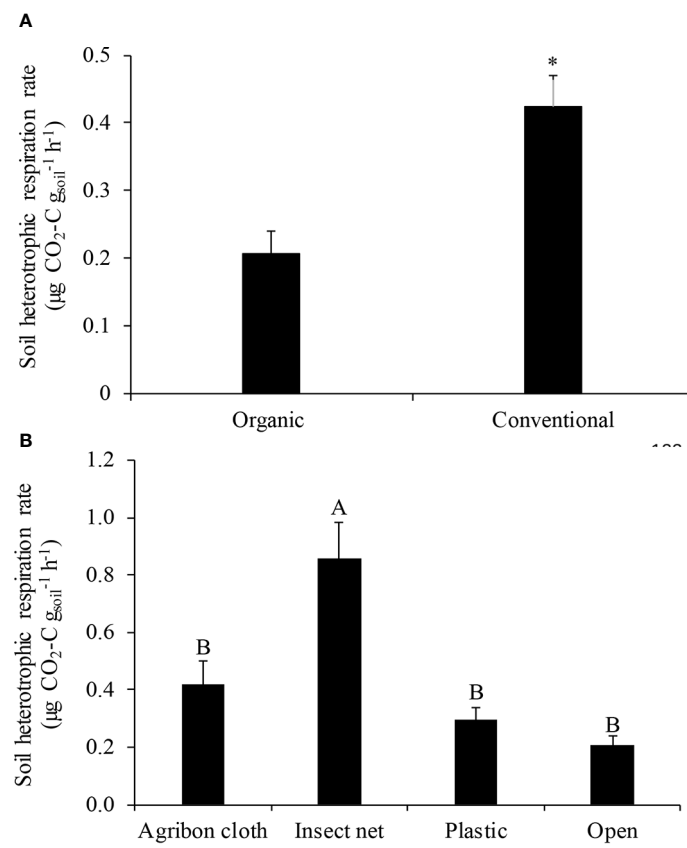 A
Soil heterotrophic respiration rate
(μg CO₂-C gₛₒᵢₗ⁻¹ h⁻¹)
0.5
0.4
0.3
0.2
0.1
0
*
Organic
Conventional
B
Soil heterotrophic respiration rate
(μg CO₂-C gₛₒᵢₗ⁻¹ h⁻¹)
1.2
1.0
0.8
0.6
0.4
0.2
0.0
B
A
B
B
Agribon cloth
Insect net
Plastic
Open